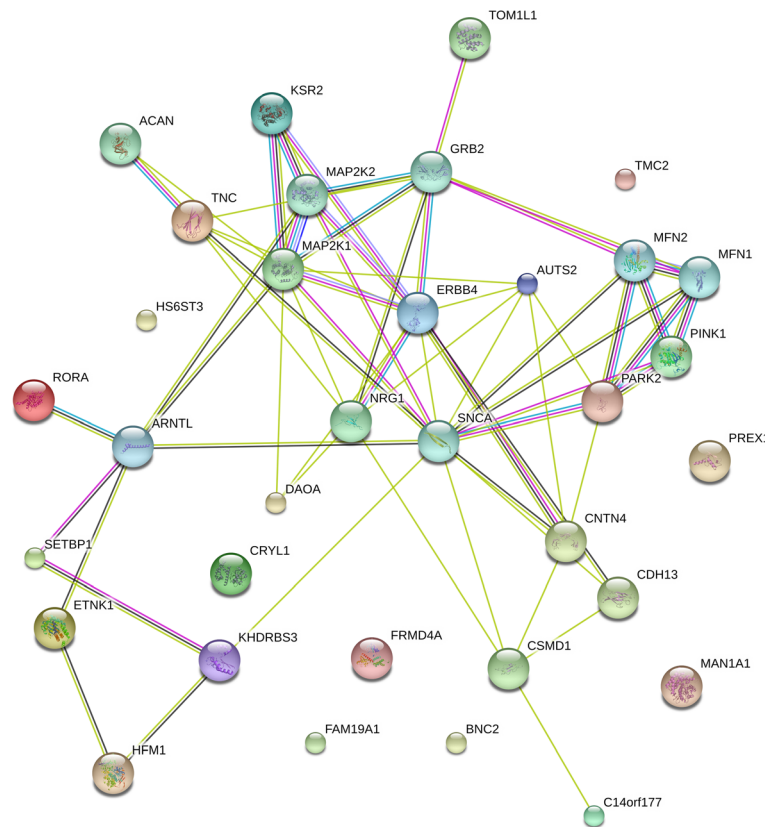 TOM1L1
KSR2
ACAN
GRB2
MAP2K2
TMC2
TNC
MFN2
MFN1
MAP2K1
AUTS2
ERBB4
HS6ST3
PINK1
PARK2
RORA
NRG1
SNCA
ARNTL
PREX1
DAOA
CNTN4
SETBP1
CRYL1
CDH13
ETNK1
KHDRBS3
FRMD4A
CSMD1
MAN1A1
FAM19A1
BNC2
HFM1
C14orf177